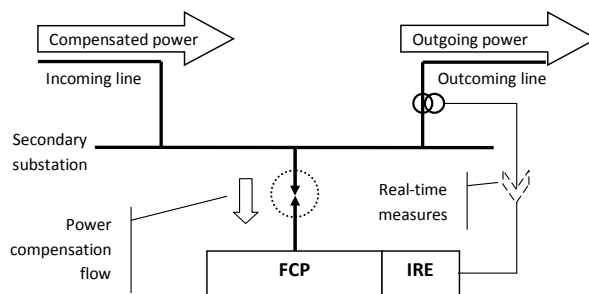 Compensated power
Outgoing power
Incoming line
Outcoming line
Secondary
substation
Real-time
measures
Power
compensation
flow
FCP
IRE